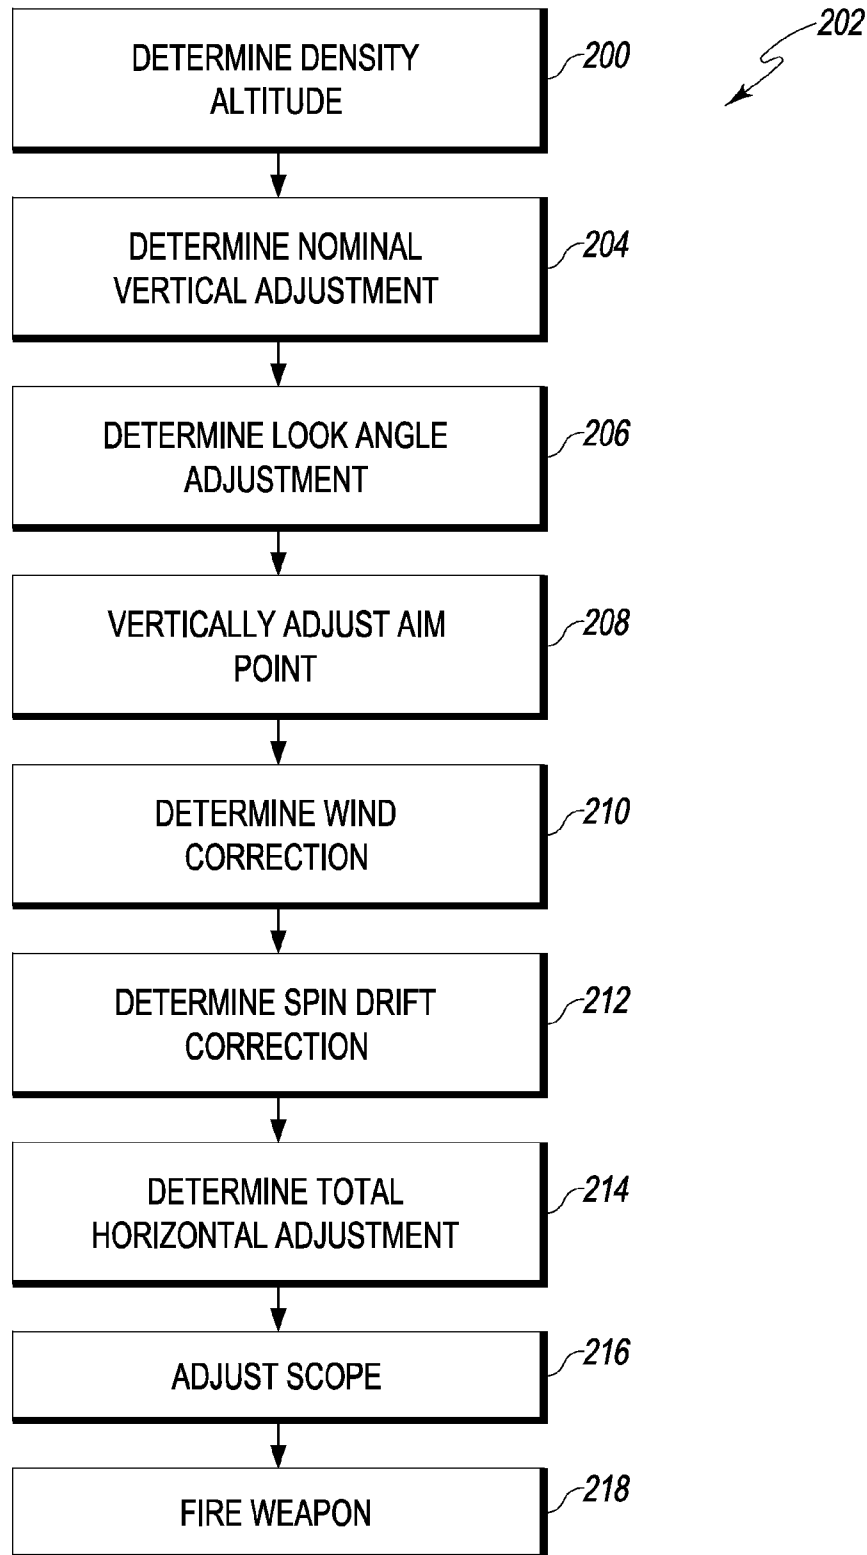 202
DETERMINE DENSITY
ALTITUDE
200
DETERMINE NOMINAL
VERTICAL ADJUSTMENT
204
DETERMINE LOOK ANGLE
ADJUSTMENT
206
VERTICALLY ADJUST AIM
POINT
208
DETERMINE WIND
CORRECTION
210
DETERMINE SPIN DRIFT
CORRECTION
212
DETERMINE TOTAL
HORIZONTAL ADJUSTMENT
214
ADJUST SCOPE
216
FIRE WEAPON
218